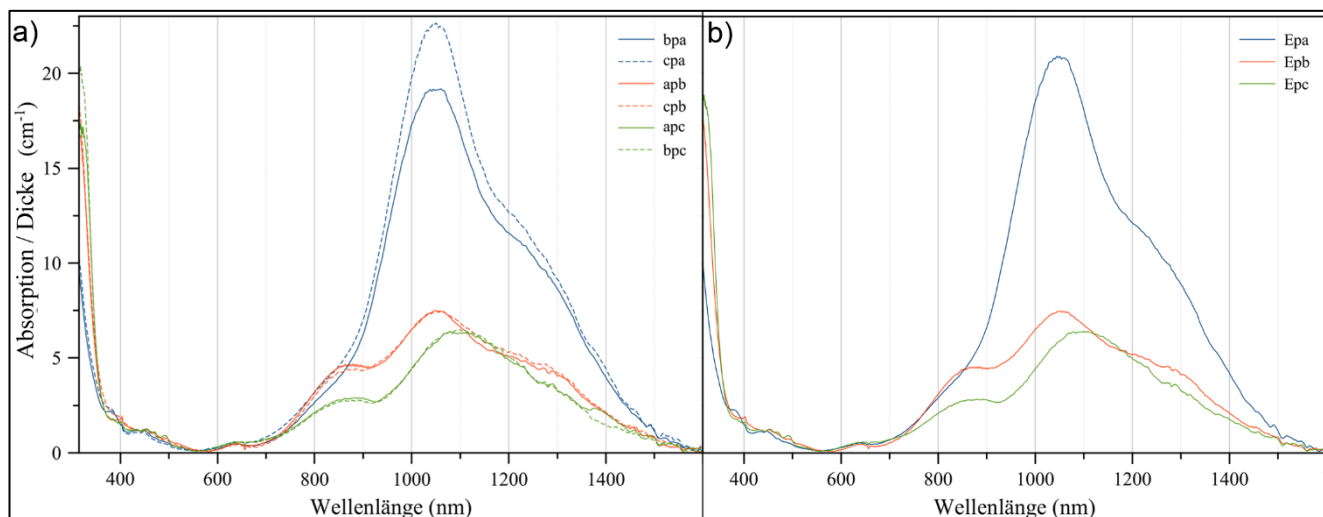 a)
bpa
cpa
apb
cpb
apc
bpc
Absorption / Dicke (cm⁻¹)
20
15
10
5
0
400 600 800 1000 1200 1400
Wellenlänge (nm)
b)
Epa
Epb
Epc
400 600 800 1000 1200 1400
Wellenlänge (nm)